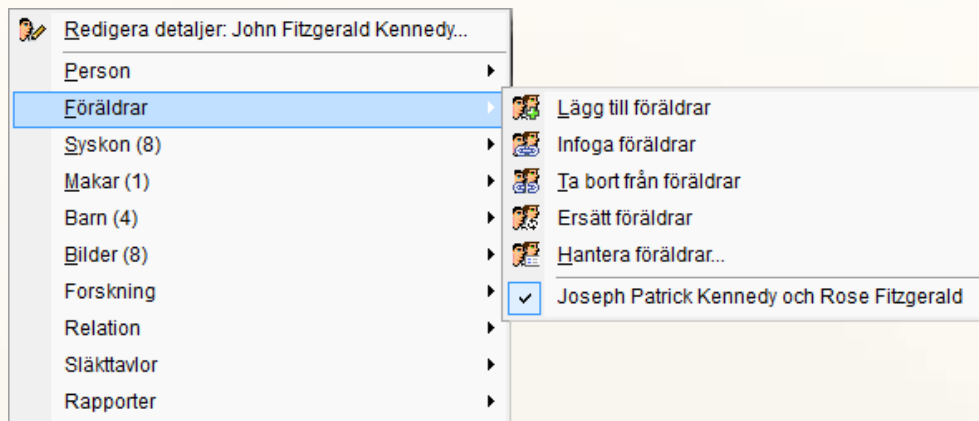 Redigera detaljer: John Fitzgerald Kennedy...
Person
Föräldrar
Syskon (8)
Makar (1)
Barn (4)
Bilder (8)
Forskning
Relation
Släkttavlor
Rapporter
Lägg till föräldrar
Infoga föräldrar
Ta bort från föräldrar
Ersätt föräldrar
Hantera föräldrar...
Joseph Patrick Kennedy och Rose Fitzgerald